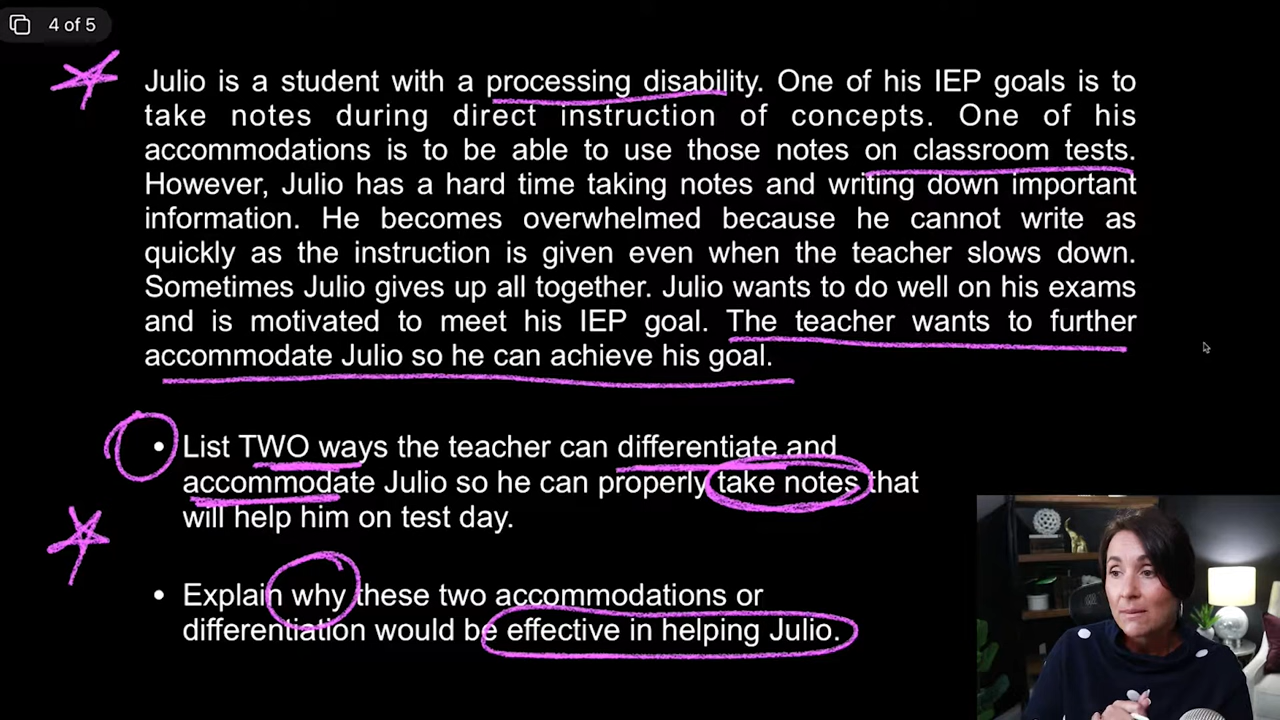 4 of 5
Julio is a student with a processing disability. One of his IEP goals is to
take notes during direct instruction of concepts. One of his
accommodations is to be able to use those notes on classroom tests.
However, Julio has a hard time taking notes and writing down important
information. He becomes overwhelmed because he cannot write as
quickly as the instruction is given even when the teacher slows down.
Sometimes Julio gives up all together. Julio wants to do well on his exams
and is motivated to meet his IEP goal. The teacher wants to further
accommodate Julio so he can achieve his goal.
• List TWO ways the teacher can differentiate and
accommodate Julio so he can properly take notes that
will help him on test day.
• Explain why these two accommodations or
differentiation would be effective in helping Julio.